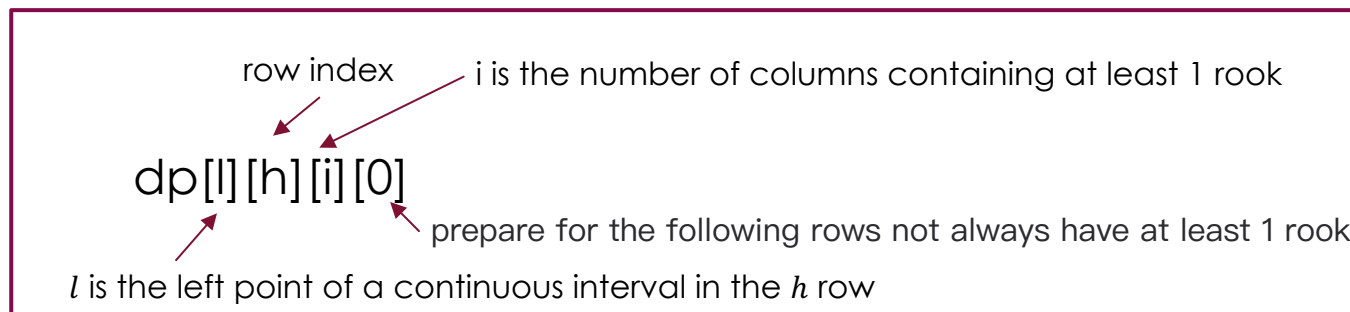 row index
i is the number of columns containing at least 1 rook
dp[l][h][i][0]
prepare for the following rows not always have at least 1 rook
l is the left point of a continuous interval in the h row